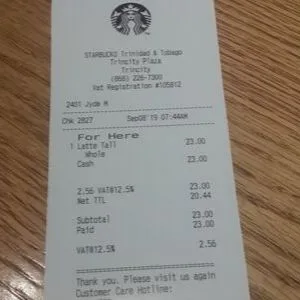 STARBUCKS Trinidad & Tobago
Trincity Plaza
Trincity
(868) 226-7300
Vat Registration #105812
2401 Jyde M
Chk 2827 Sep08'19 07:44AM
For Here
1 Latte Tall 23.00
Whole
Cash 23.00
2.56 VAT@12.5% 23.00
Net TTL 20.44
Subtotal 23.00
Paid 23.00
VAT@12.5% 2.56
Thank you. Please visit us again
Customer Care Hotline: